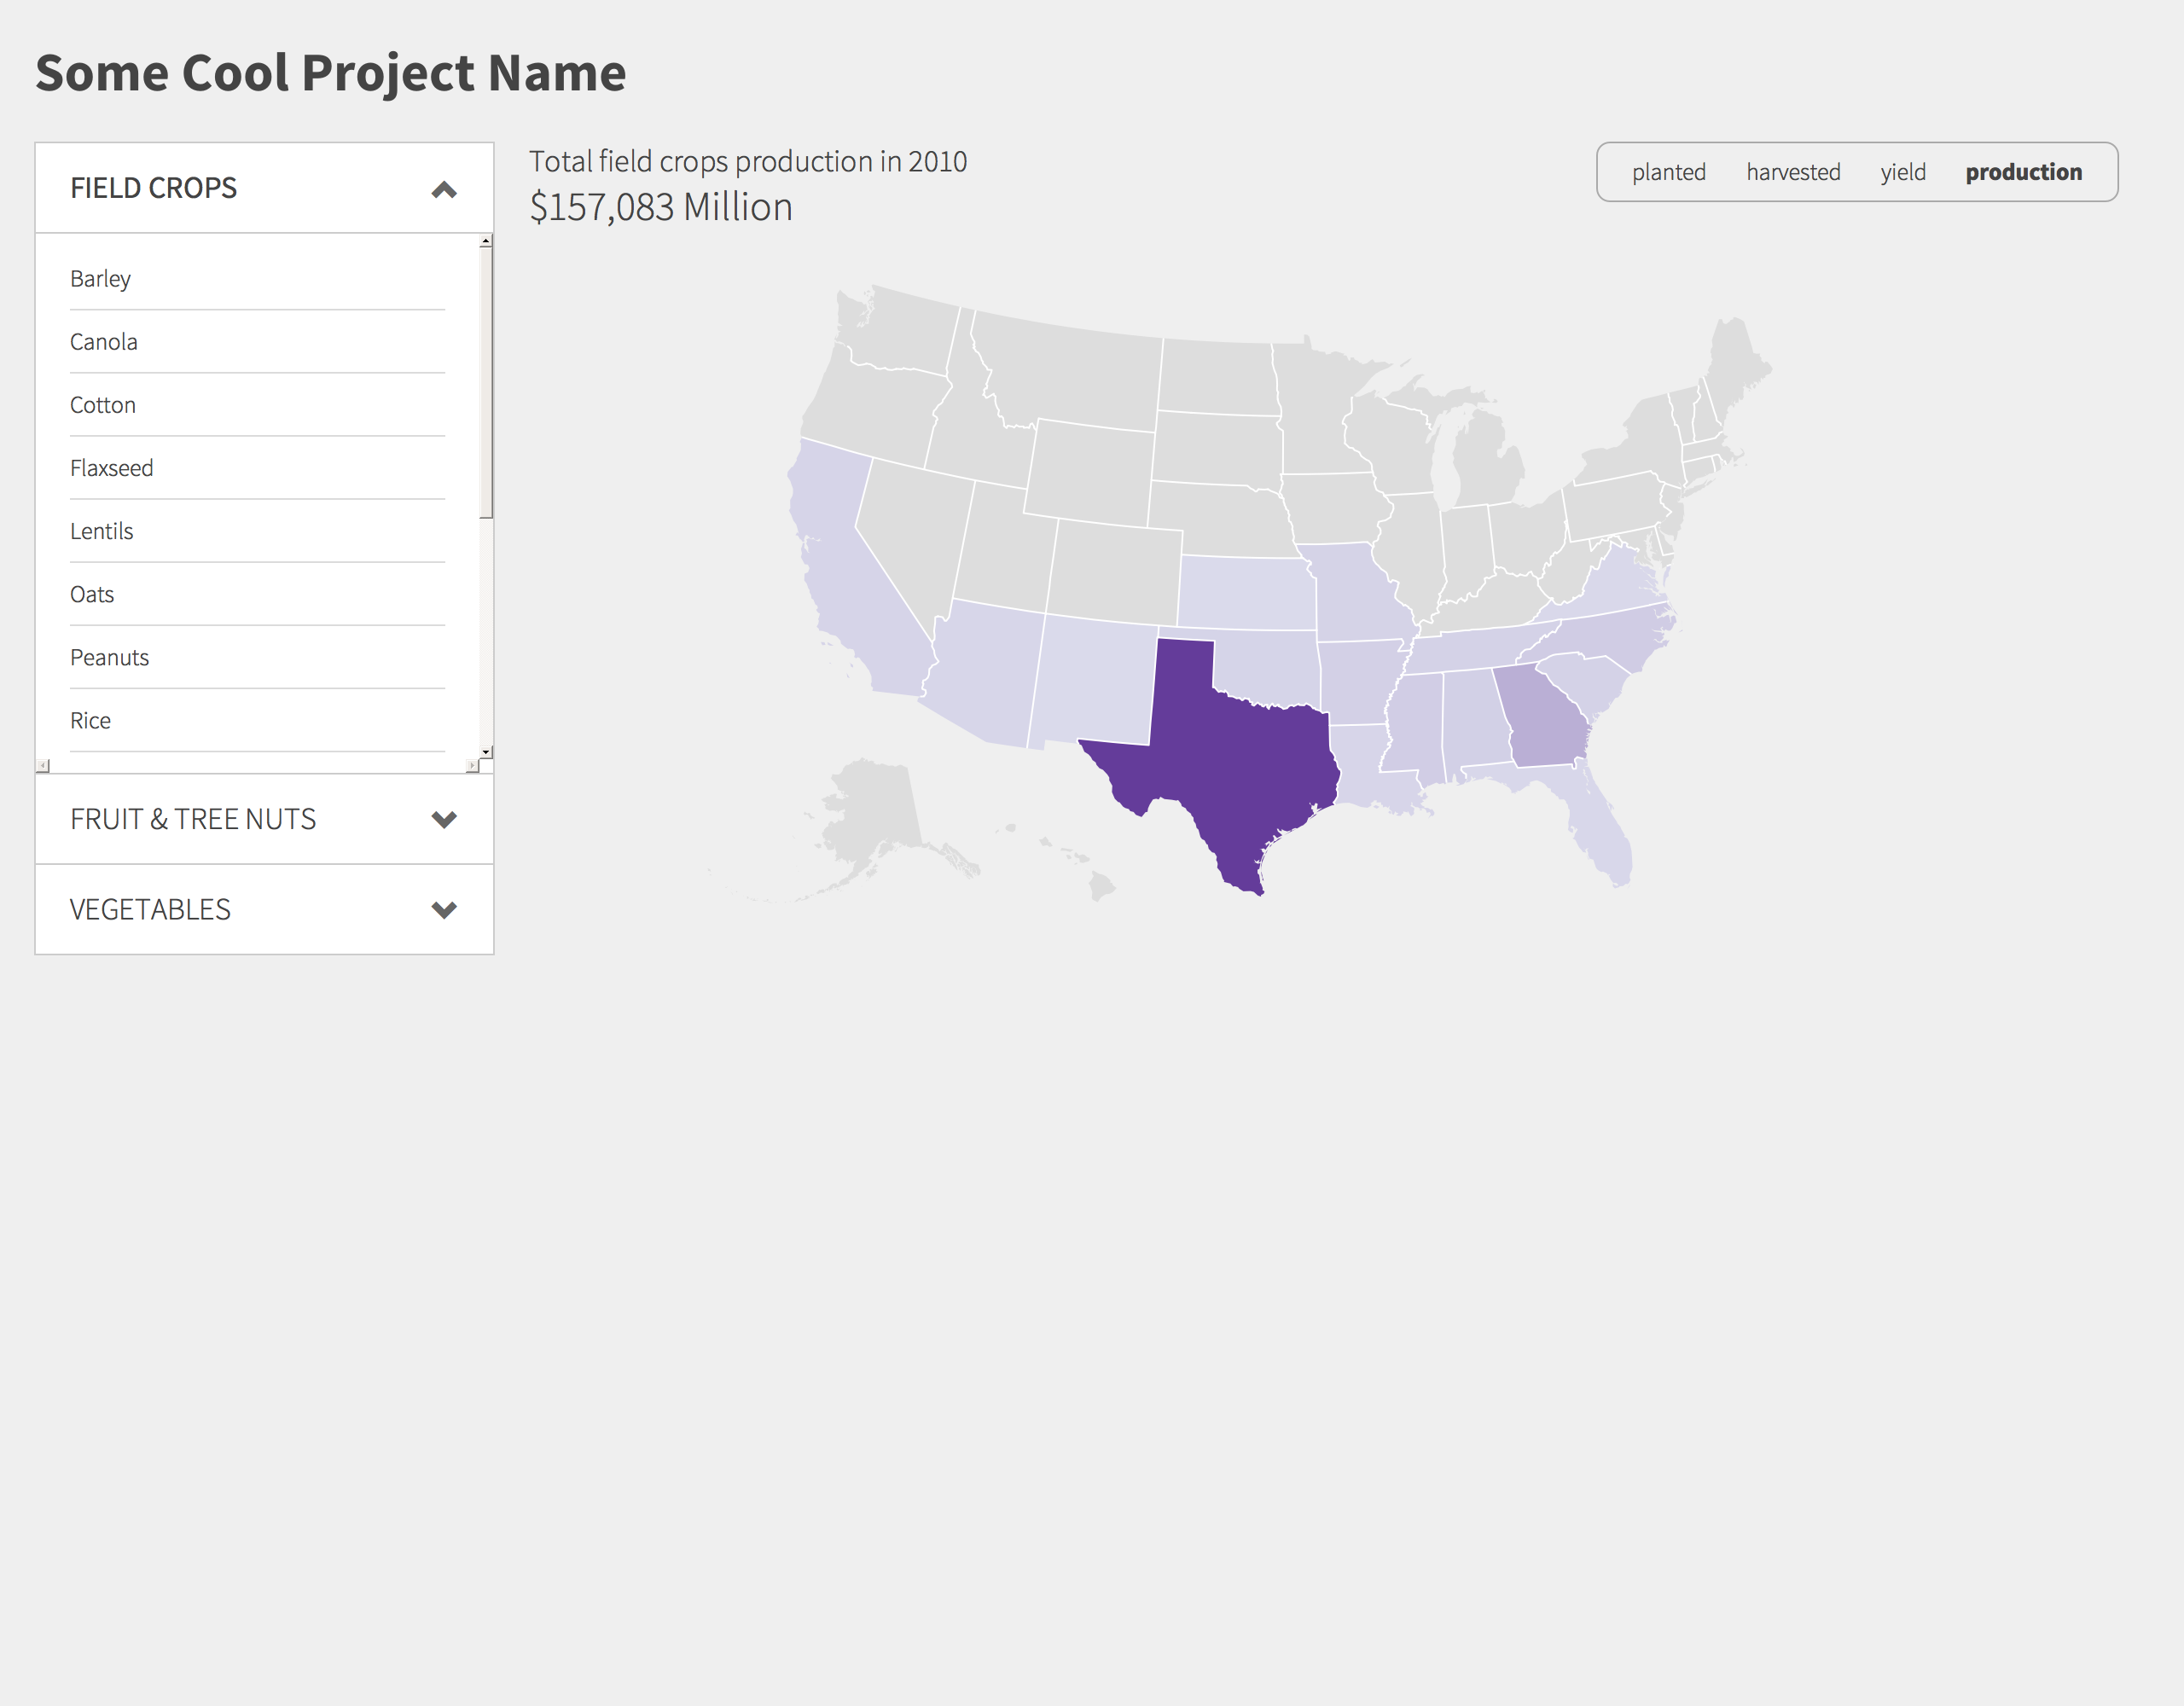 Some Cool Project Name
FIELD CROPS
Barley
Canola
Cotton
Flaxseed
Lentils
Oats
Peanuts
Rice
FRUIT & TREE NUTS
VEGETABLES
Total field crops production in 2010
$157,083 Million
planted harvested yield production